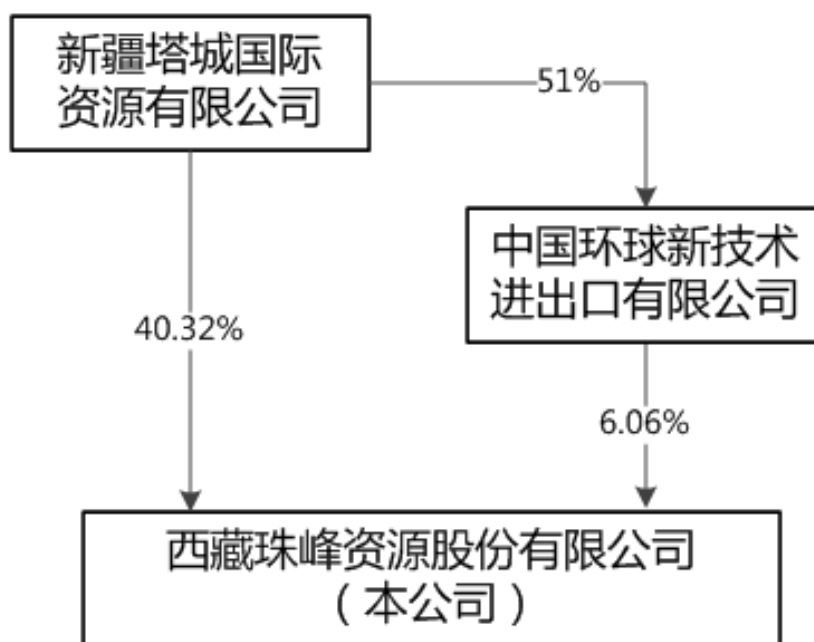 新疆塔城国际
资源有限公司
51%
中国环球新技术
进出口有限公司
40.32%
6.06%
西藏珠峰资源股份有限公司
（本公司）